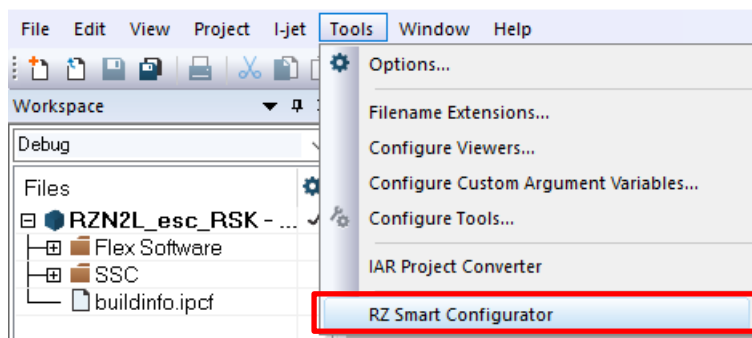 File Edit View Project I-jet Tools Window Help
Options...
Workspace
Filename Extensions...
Debug
Configure Viewers...
Files
Configure Custom Argument Variables...
RZN2L_esc_RSK - ...
Configure Tools...
Flex Software
SSC
IAR Project Converter
buildinfo.ipcf
RZ Smart Configurator